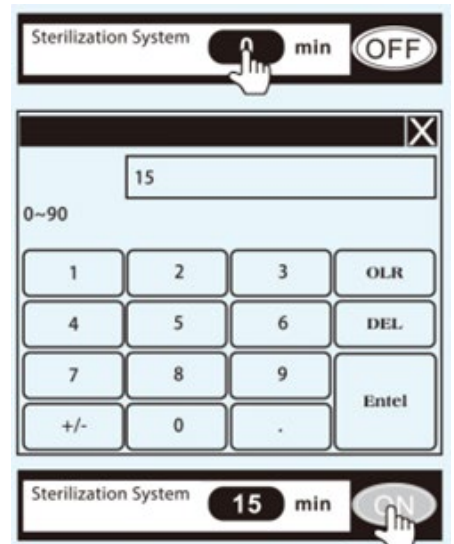 Sterilization System 0 min OFF
X
15
0~90
1 2 3 OLR
4 5 6 DEL
7 8 9
Entel
+/- 0 .
Sterilization System 15 min ON